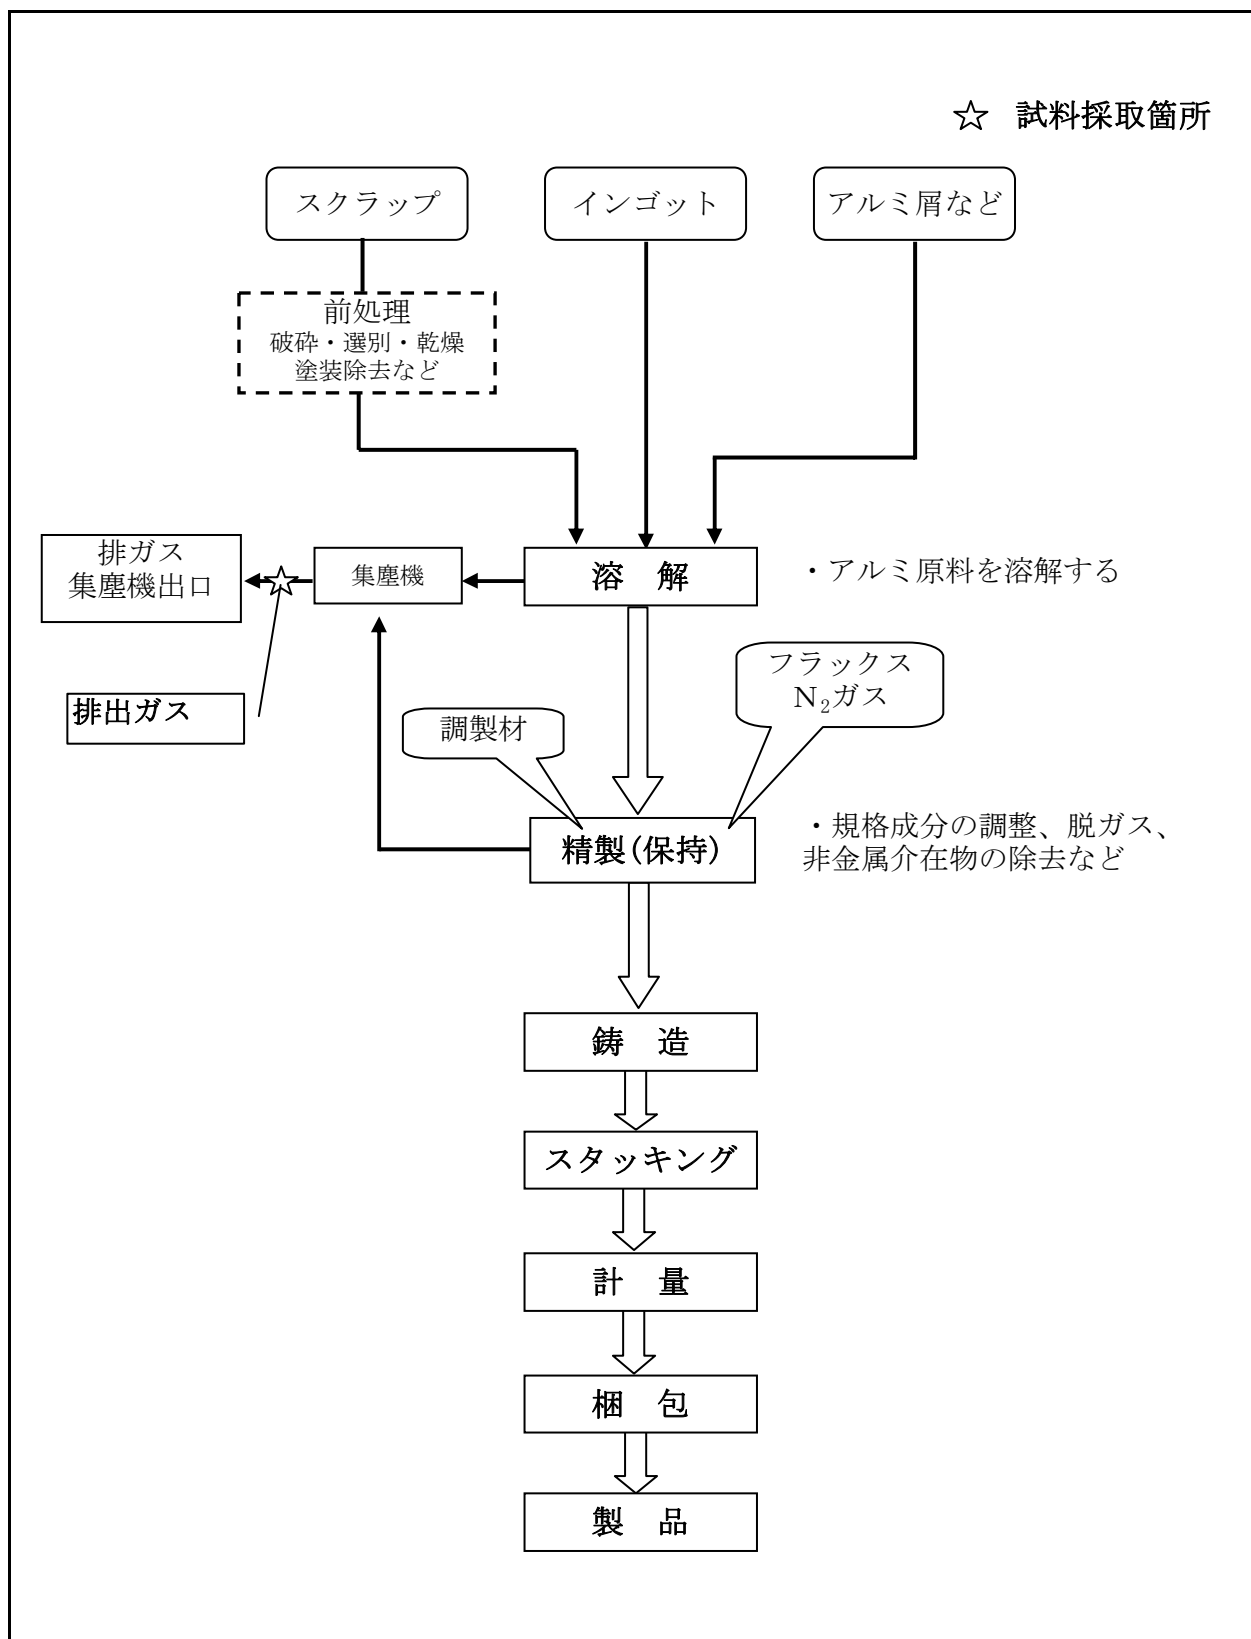 ☆ 試料採取箇所
スクラップ
インゴット
アルミ屑など
前処理
破砕・選別・乾燥
塗装除去など
排ガス
集塵機出口
集塵機
溶　解
・アルミ原料を溶解する
排出ガス
調製材
フラックス
N₂ガス
精製(保持)
・規格成分の調整、脱ガス、
非金属介在物の除去など
鋳　造
スタッキング
計　量
梱　包
製　品